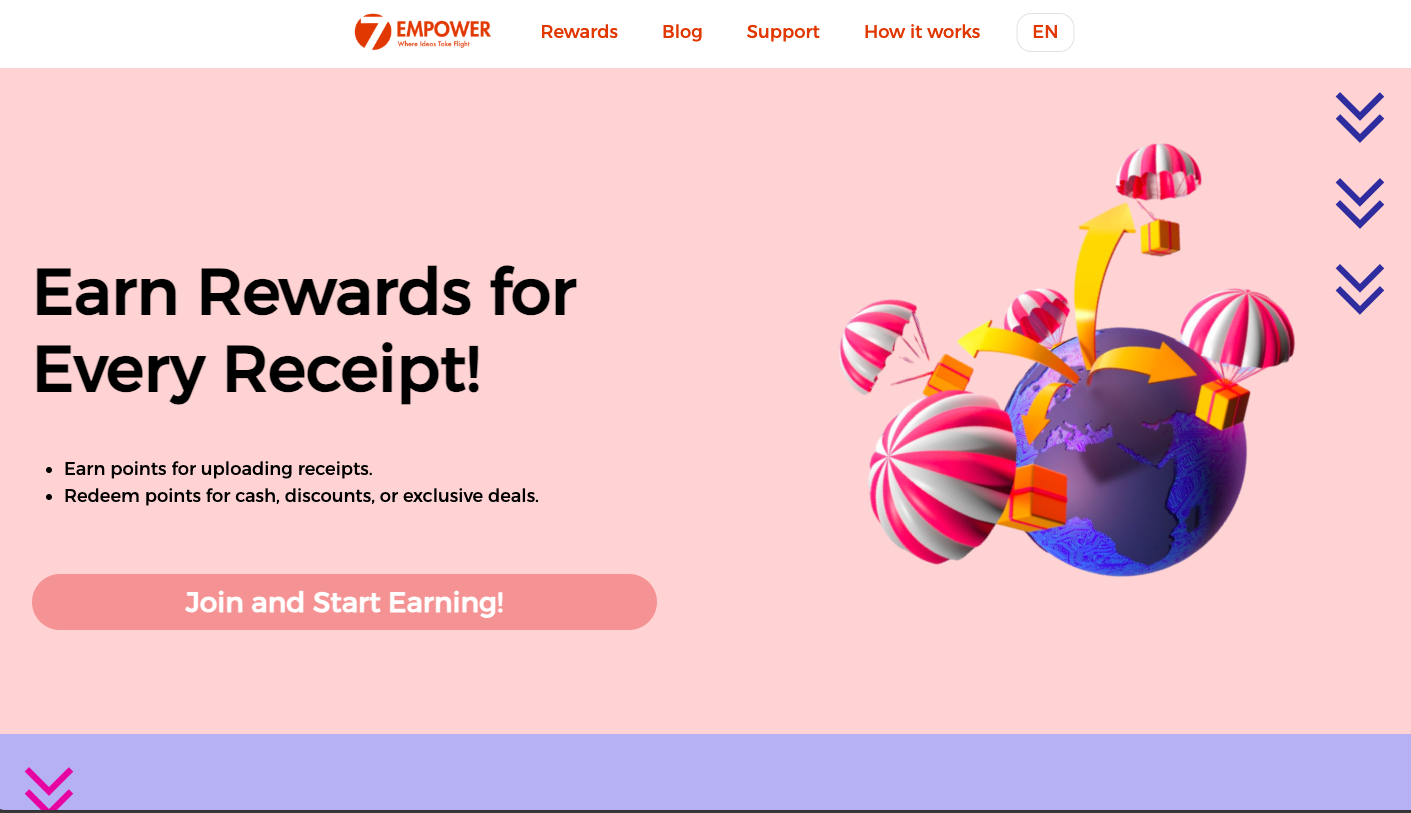 7 EMPOWER
Where Ideas Take Flight
Rewards
Blog
Support
How it works
EN
Earn Rewards for
Every Receipt!
Earn points for uploading receipts.
Redeem points for cash, discounts, or exclusive deals.
Join and Start Earning!